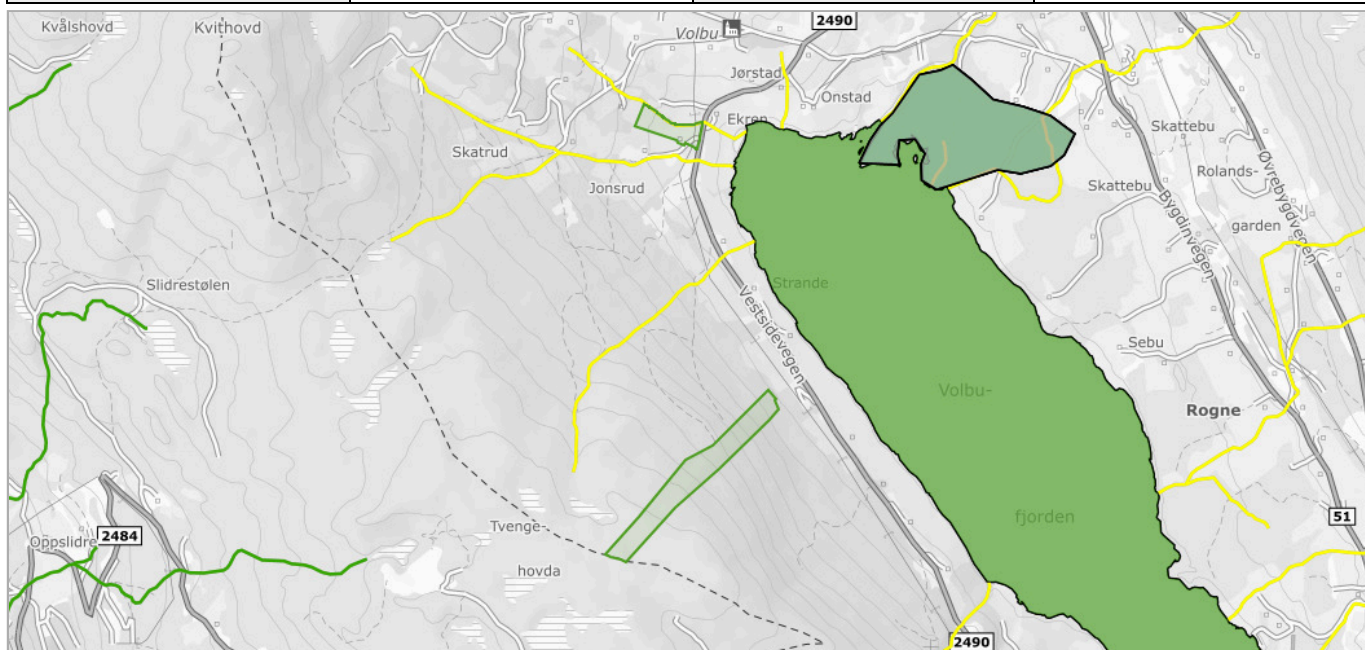 Kvålshovd
Kvithovd
Volbu
2490
Jørstad
Onstad
Ekron
Skatrud
Jonsrud
Skattebu
Rolands-
garden
Skattebu
Øvrebygdvegen
Bygdinvegen
Slidrestølen
Strande
Vestsidevegen
Sebu
Volbu-
fjorden
Rogne
51
Oppslidre
2484
Tvenge-
hovda
2490